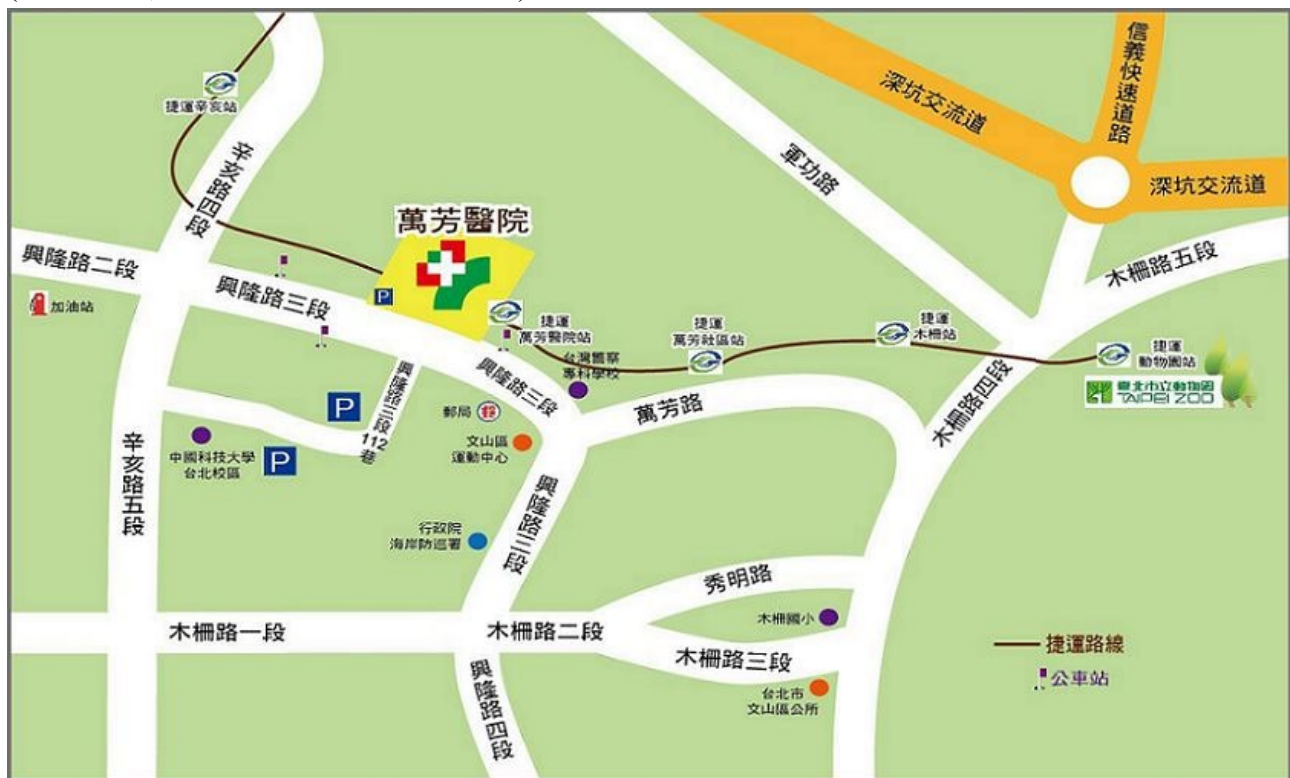 信義快速道路
深坑交流道
捷運辛亥站
軍功路
辛亥路四段
深坑交流道
萬芳醫院
興隆路二段
木柵路五段
P
興隆路三段
加油站
捷運
萬芳醫院站
捷運
萬芳社區站
捷運
木柵站
捷運
動物園站
台灣警察
專科學校
興隆路三段
臺北市立動物園
TAIPEI ZOO
興隆路三段112巷
P
郵局
萬芳路
木柵路四段
文山區
運動中心
中國科技大學
台北校區
P
辛亥路五段
興隆路三段
行政院
海岸防巡署
秀明路
木柵國小
木柵路一段
木柵路二段
木柵路三段
捷運路線
公車站
興隆路四段
台北市
文山區公所